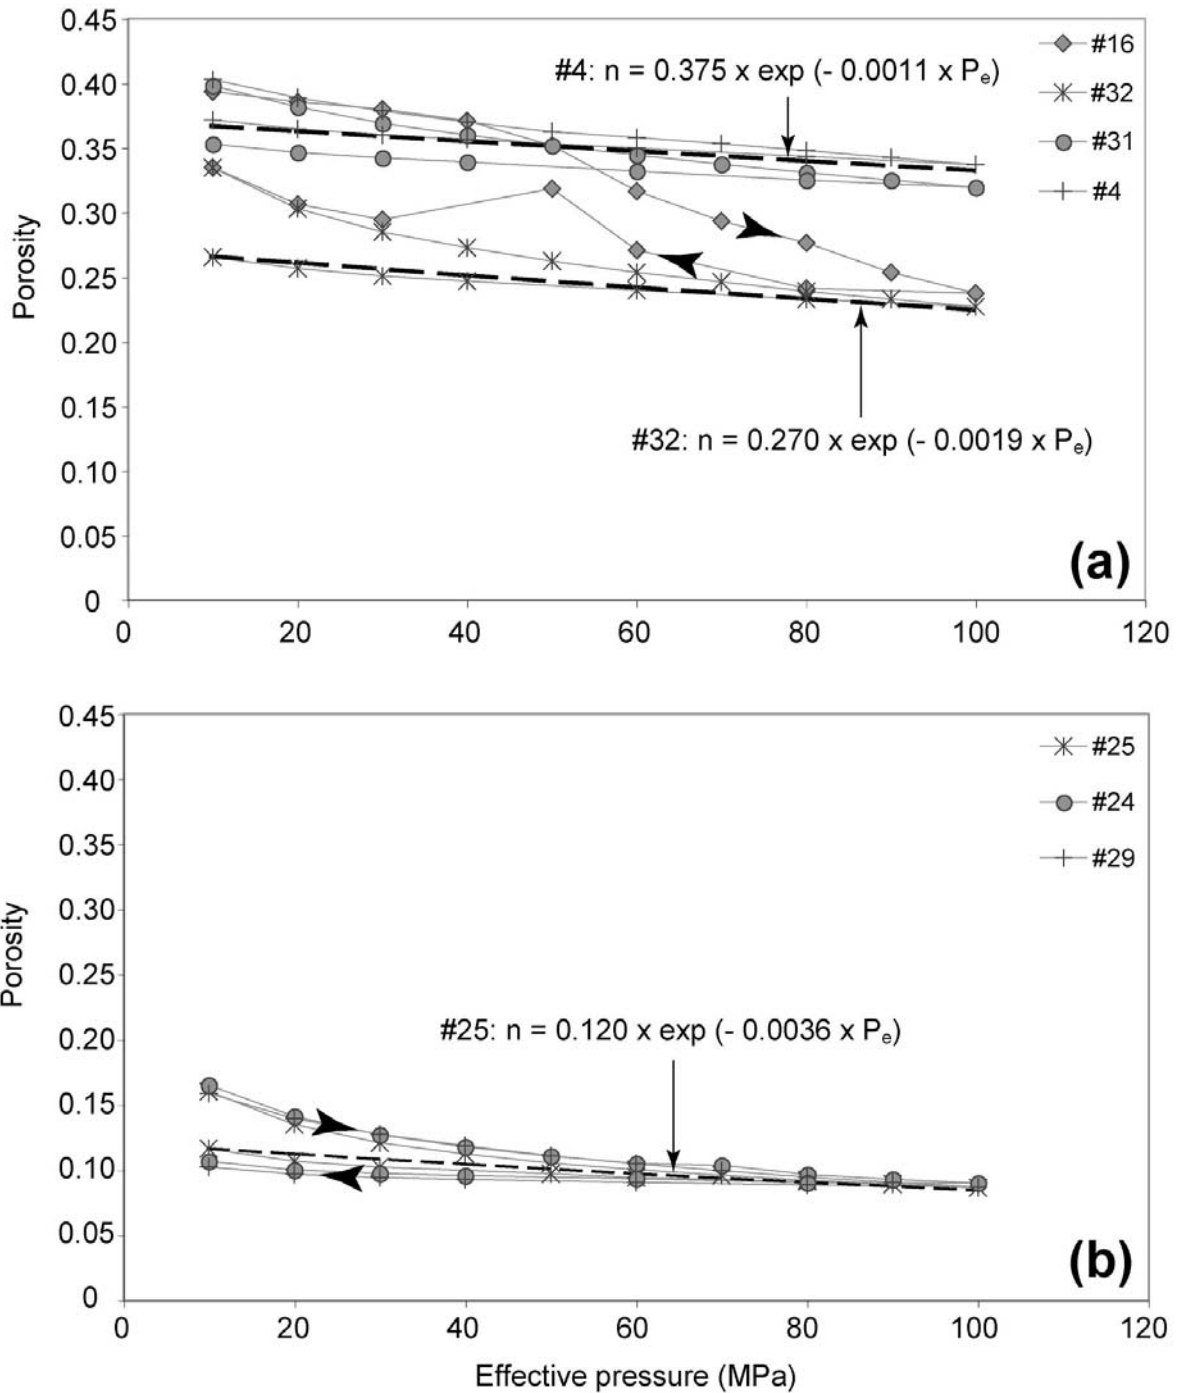 0.45
0.40
0.35
0.30
0.25
0.20
0.15
0.10
0.05
0
Porosity
#16
#32
#31
#4
#4: n = 0.375 x exp (- 0.0011 x Pe)
#32: n = 0.270 x exp (- 0.0019 x Pe)
(a)
0 20 40 60 80 100 120
0.45
0.40
0.35
0.30
0.25
0.20
0.15
0.10
0.05
0
Porosity
#25
#24
#29
#25: n = 0.120 x exp (- 0.0036 x Pe)
(b)
0 20 40 60 80 100 120
Effective pressure (MPa)